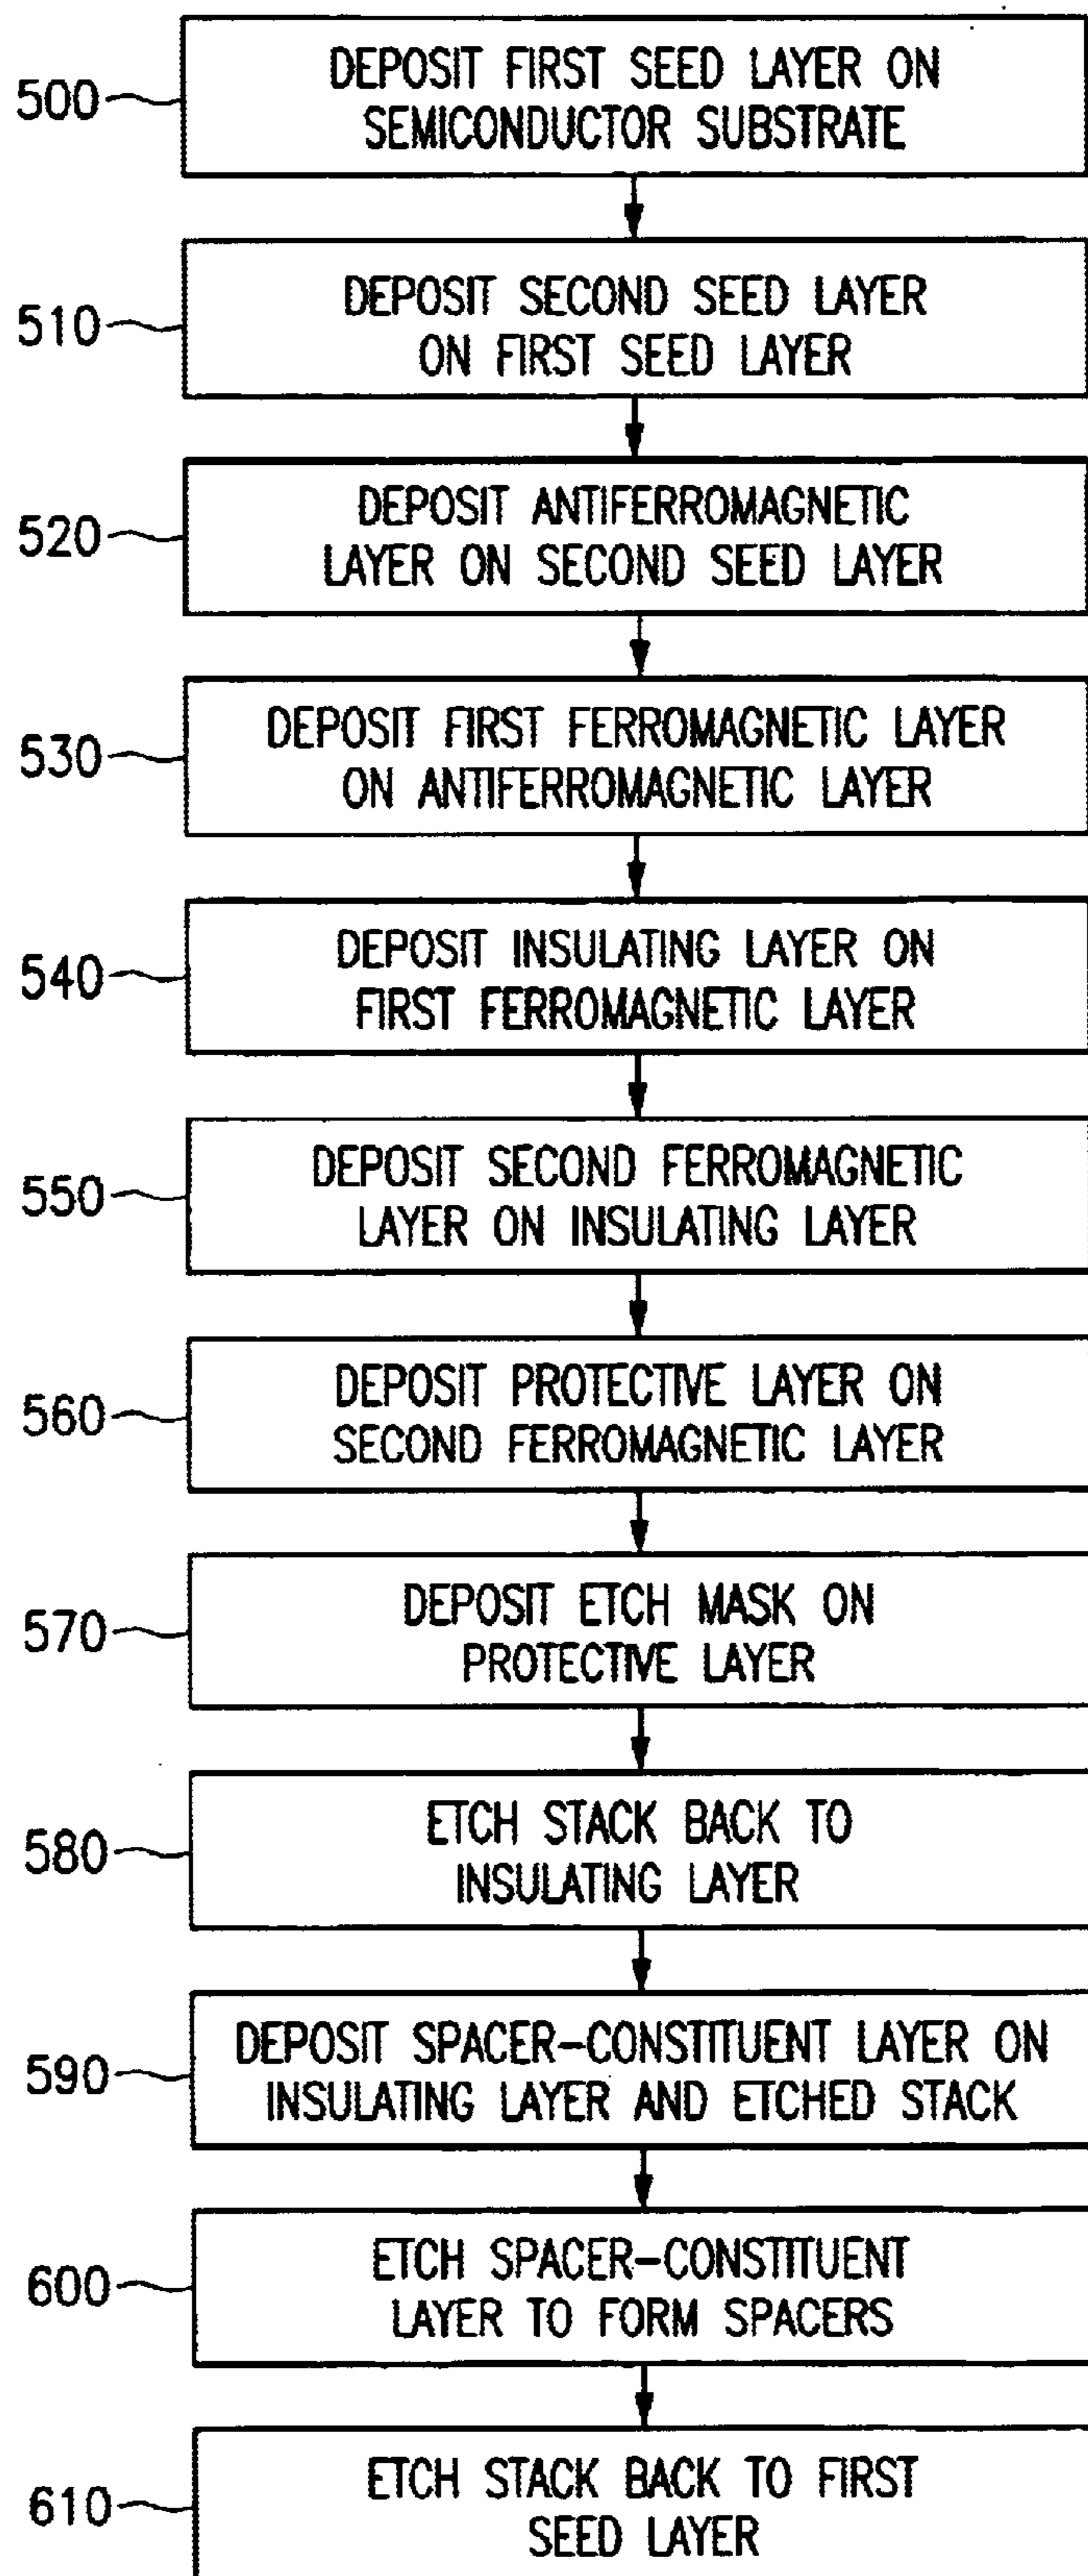 500
DEPOSIT FIRST SEED LAYER ON
SEMICONDUCTOR SUBSTRATE
510
DEPOSIT SECOND SEED LAYER
ON FIRST SEED LAYER
520
DEPOSIT ANTIFERROMAGNETIC
LAYER ON SECOND SEED LAYER
530
DEPOSIT FIRST FERROMAGNETIC LAYER
ON ANTIFERROMAGNETIC LAYER
540
DEPOSIT INSULATING LAYER ON
FIRST FERROMAGNETIC LAYER
550
DEPOSIT SECOND FERROMAGNETIC
LAYER ON INSULATING LAYER
560
DEPOSIT PROTECTIVE LAYER ON
SECOND FERROMAGNETIC LAYER
570
DEPOSIT ETCH MASK ON
PROTECTIVE LAYER
580
ETCH STACK BACK TO
INSULATING LAYER
590
DEPOSIT SPACER-CONSTITUENT LAYER ON
INSULATING LAYER AND ETCHED STACK
600
ETCH SPACER-CONSTITUENT
LAYER TO FORM SPACERS
610
ETCH STACK BACK TO FIRST
SEED LAYER